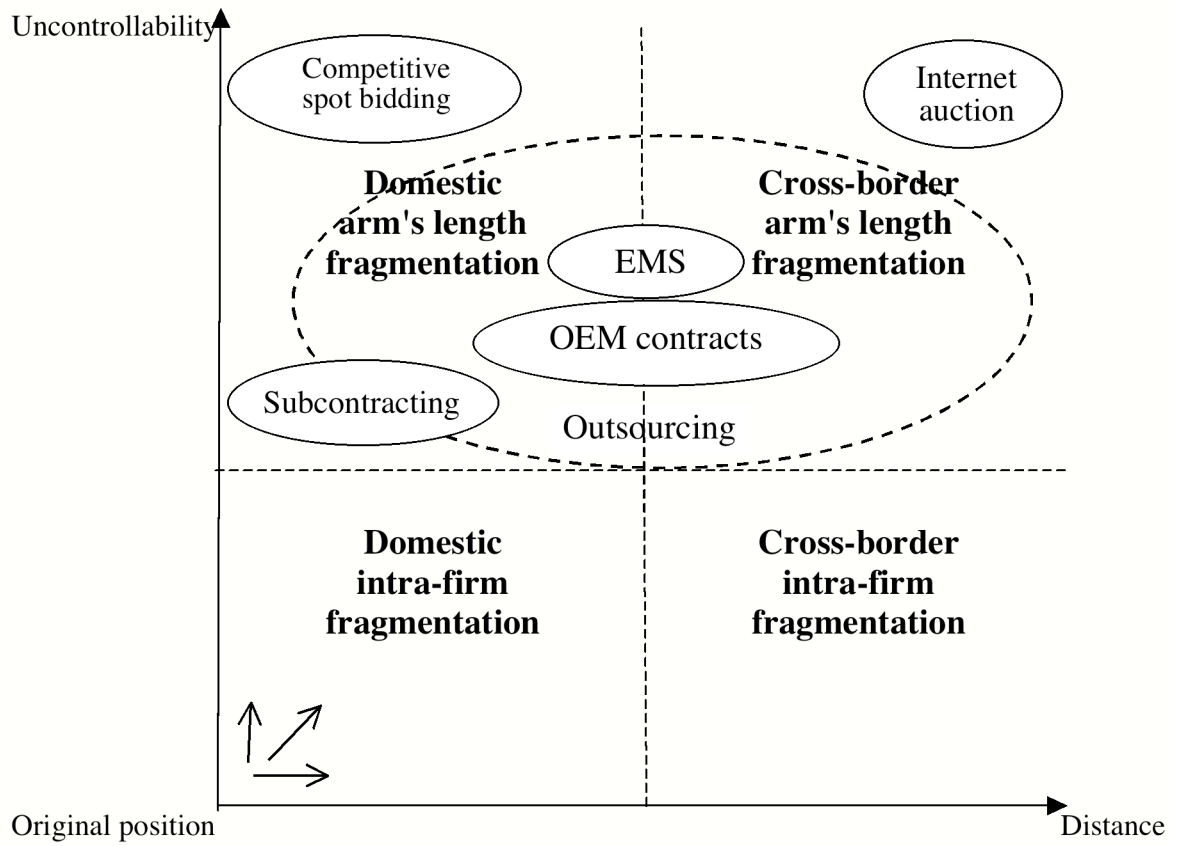 Uncontrollability
Competitive
spot bidding
Internet
auction
Domestic
arm's length
fragmentation
Cross-border
arm's length
fragmentation
EMS
OEM contracts
Subcontracting
Outsourcing
Domestic
intra-firm
fragmentation
Cross-border
intra-firm
fragmentation
Original position
Distance